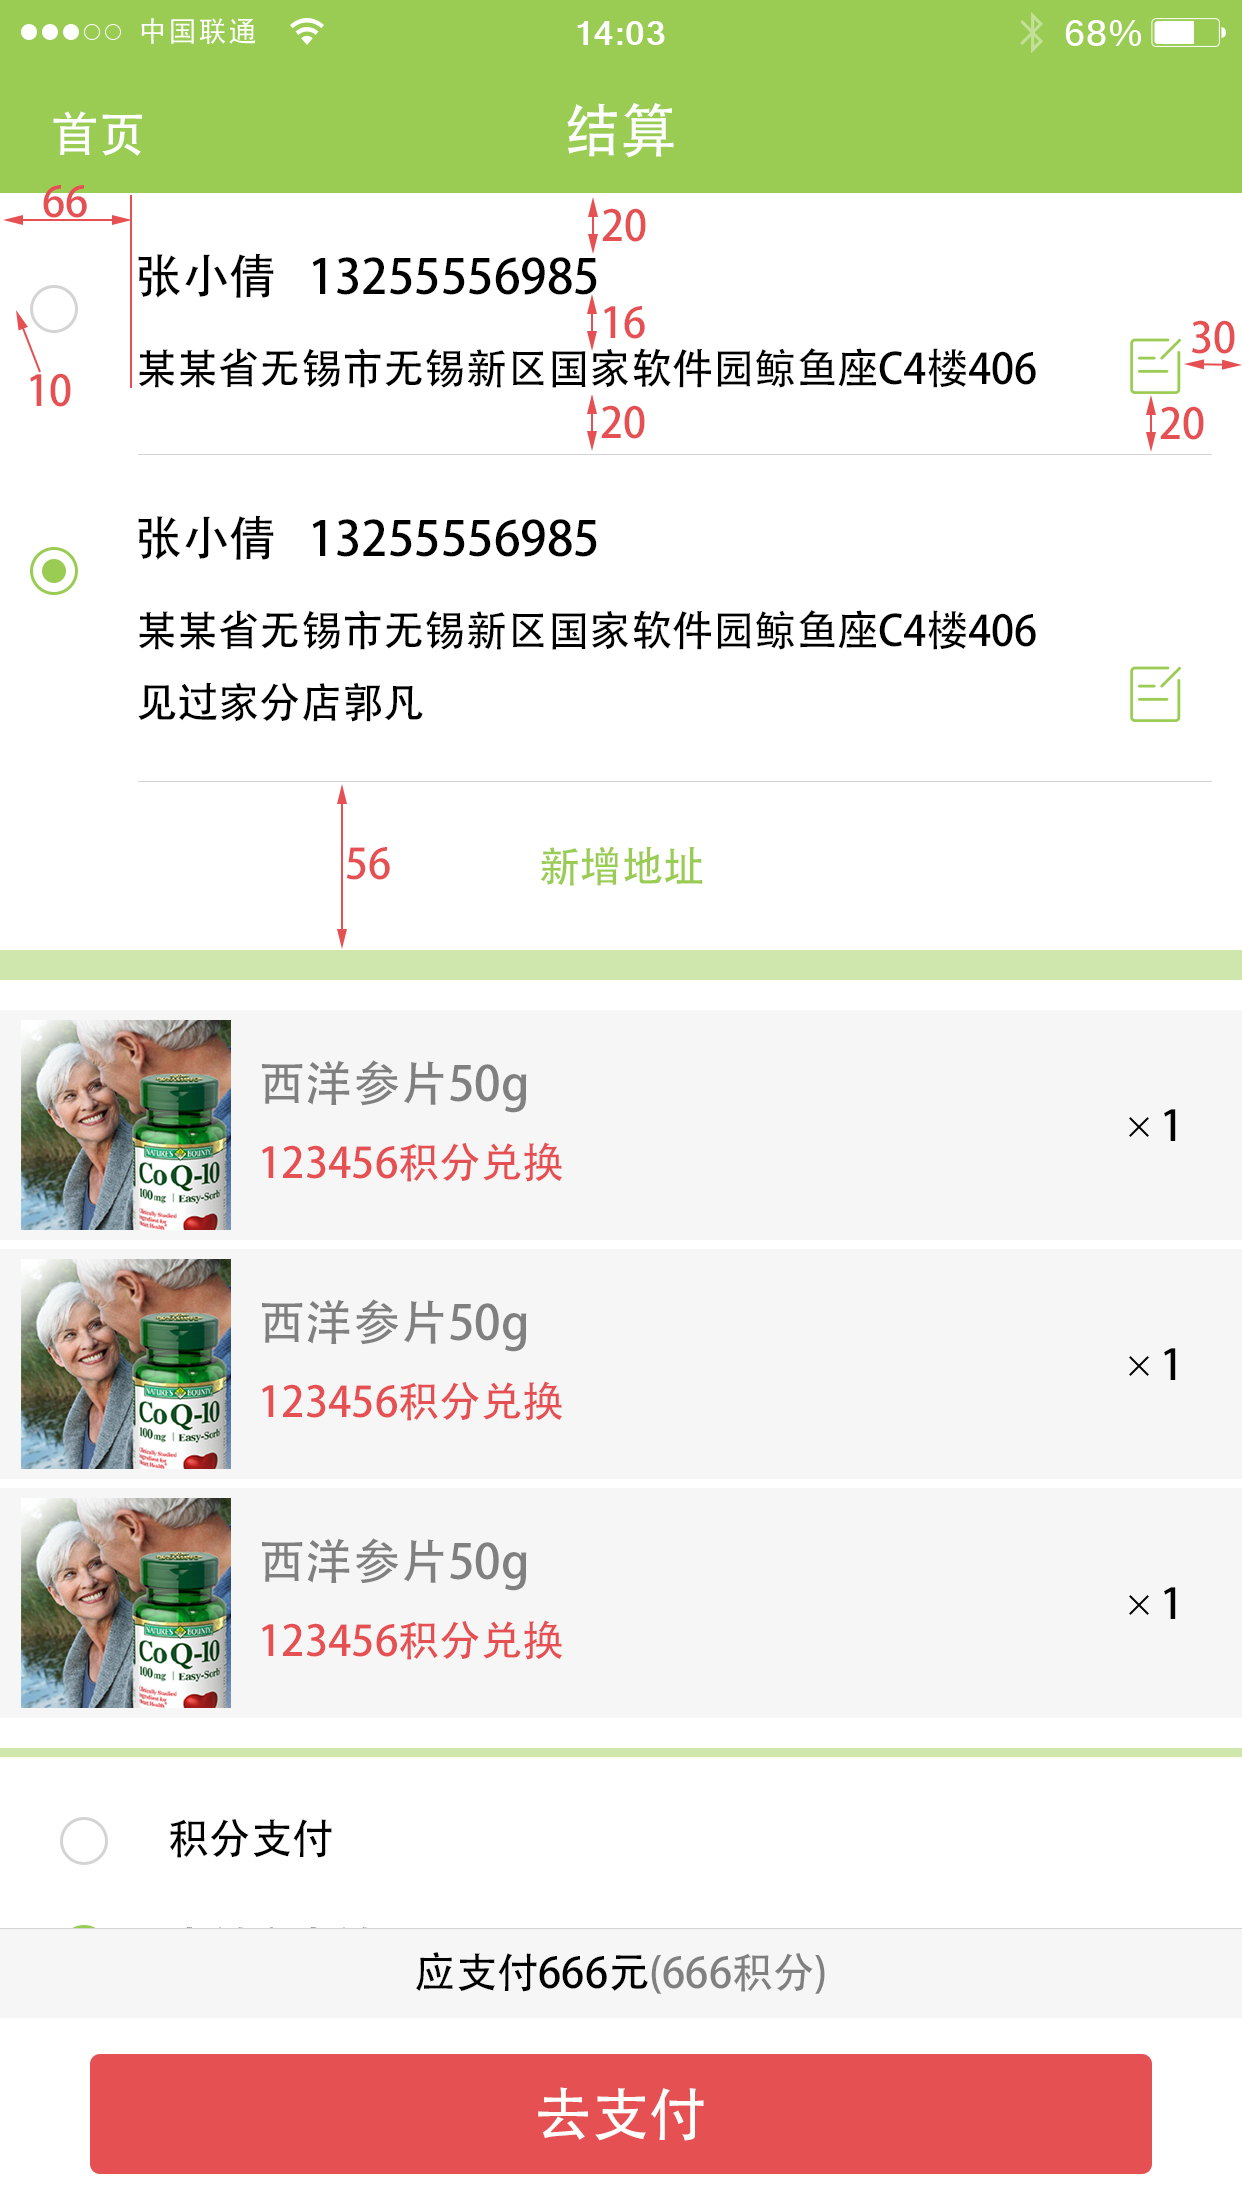 中国联通 14:03 68%
首页 结算
66
20
张小倩 13255556985
16
10
某某省无锡市无锡新区国家软件园鲸鱼座C4楼406
30
20
20
张小倩 13255556985
某某省无锡市无锡新区国家软件园鲸鱼座C4楼406
见过家分店郭凡
56
新增地址
西洋参片50g
123456积分兑换
× 1
NATURE'S BOUNTY
Co Q-10
100 mg | Easy-Sorb
西洋参片50g
123456积分兑换
× 1
NATURE'S BOUNTY
Co Q-10
100 mg | Easy-Sorb
西洋参片50g
123456积分兑换
× 1
NATURE'S BOUNTY
Co Q-10
100 mg | Easy-Sorb
积分支付
应支付666元(666积分)
去支付